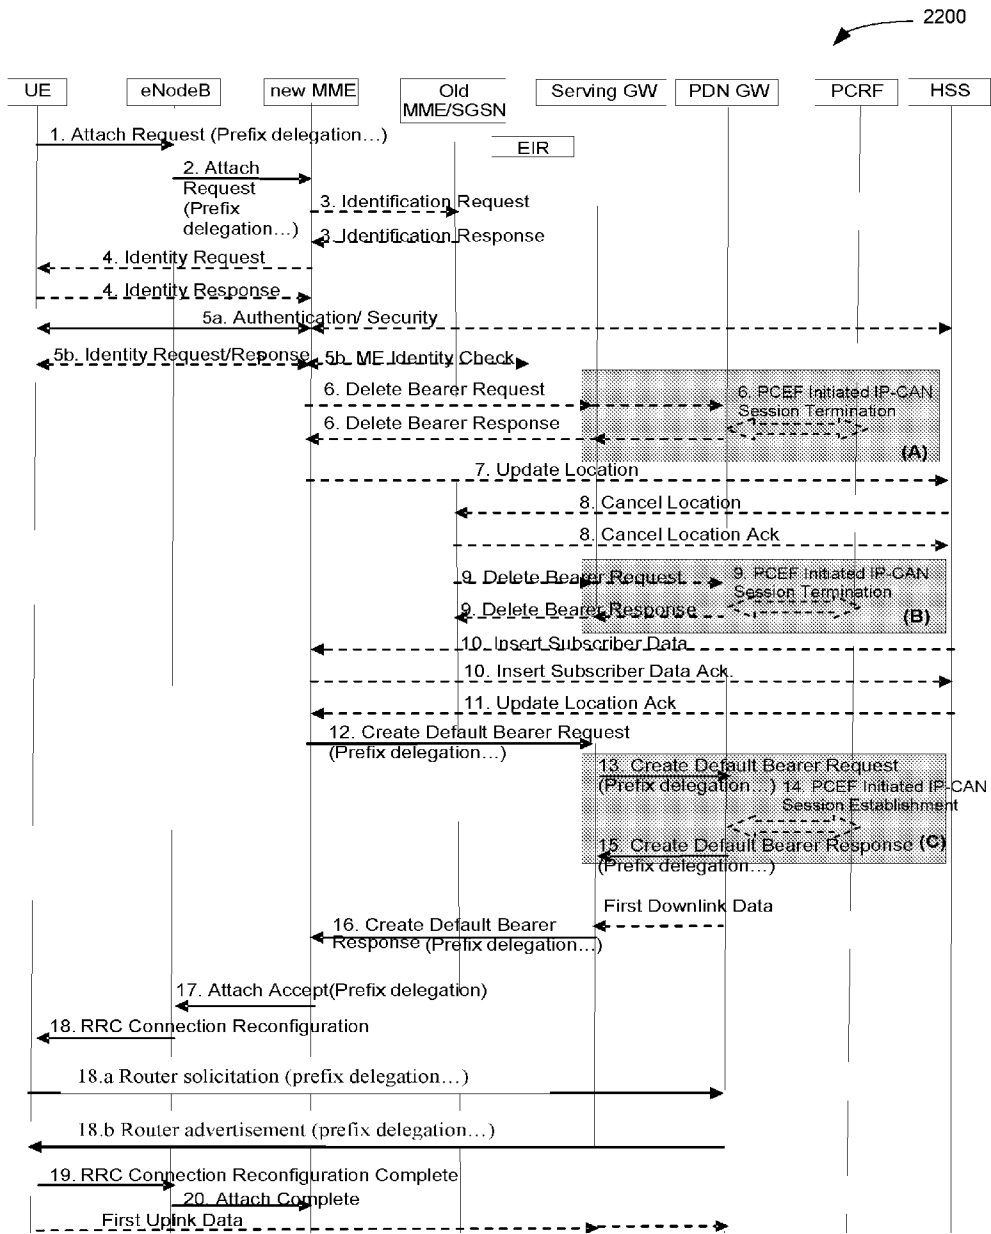 2200
UE
eNodeB
new MME
Old
MME/SGSN
Serving GW
PDN GW
PCRF
HSS
EIR
1. Attach Request (Prefix delegation...)
2. Attach
Request
(Prefix
delegation...)
3. Identification Request
3. Identification Response
4. Identity Request
4. Identity Response
5a. Authentication/ Security
5b. Identity Request/Response
5b. ME Identity Check
6. Delete Bearer Request
6. PCEF Initiated IP-CAN
Session Termination
6. Delete Bearer Response
(A)
7. Update Location
8. Cancel Location
8. Cancel Location Ack
9. Delete Bearer Request
9. PCEF Initiated IP-CAN
Session Termination
9. Delete Bearer Response
(B)
10. Insert Subscriber Data
10. Insert Subscriber Data Ack.
11. Update Location Ack
12. Create Default Bearer Request
(Prefix delegation...)
13. Create Default Bearer Request
(Prefix delegation...)
14. PCEF Initiated IP-CAN
Session Establishment
15. Create Default Bearer Response
(C)
(Prefix delegation...)
First Downlink Data
16. Create Default Bearer
Response (Prefix delegation...)
17. Attach Accept(Prefix delegation)
18. RRC Connection Reconfiguration
18.a Router solicitation (prefix delegation...)
18.b Router advertisement (prefix delegation...)
19. RRC Connection Reconfiguration Complete
20. Attach Complete
First Uplink Data